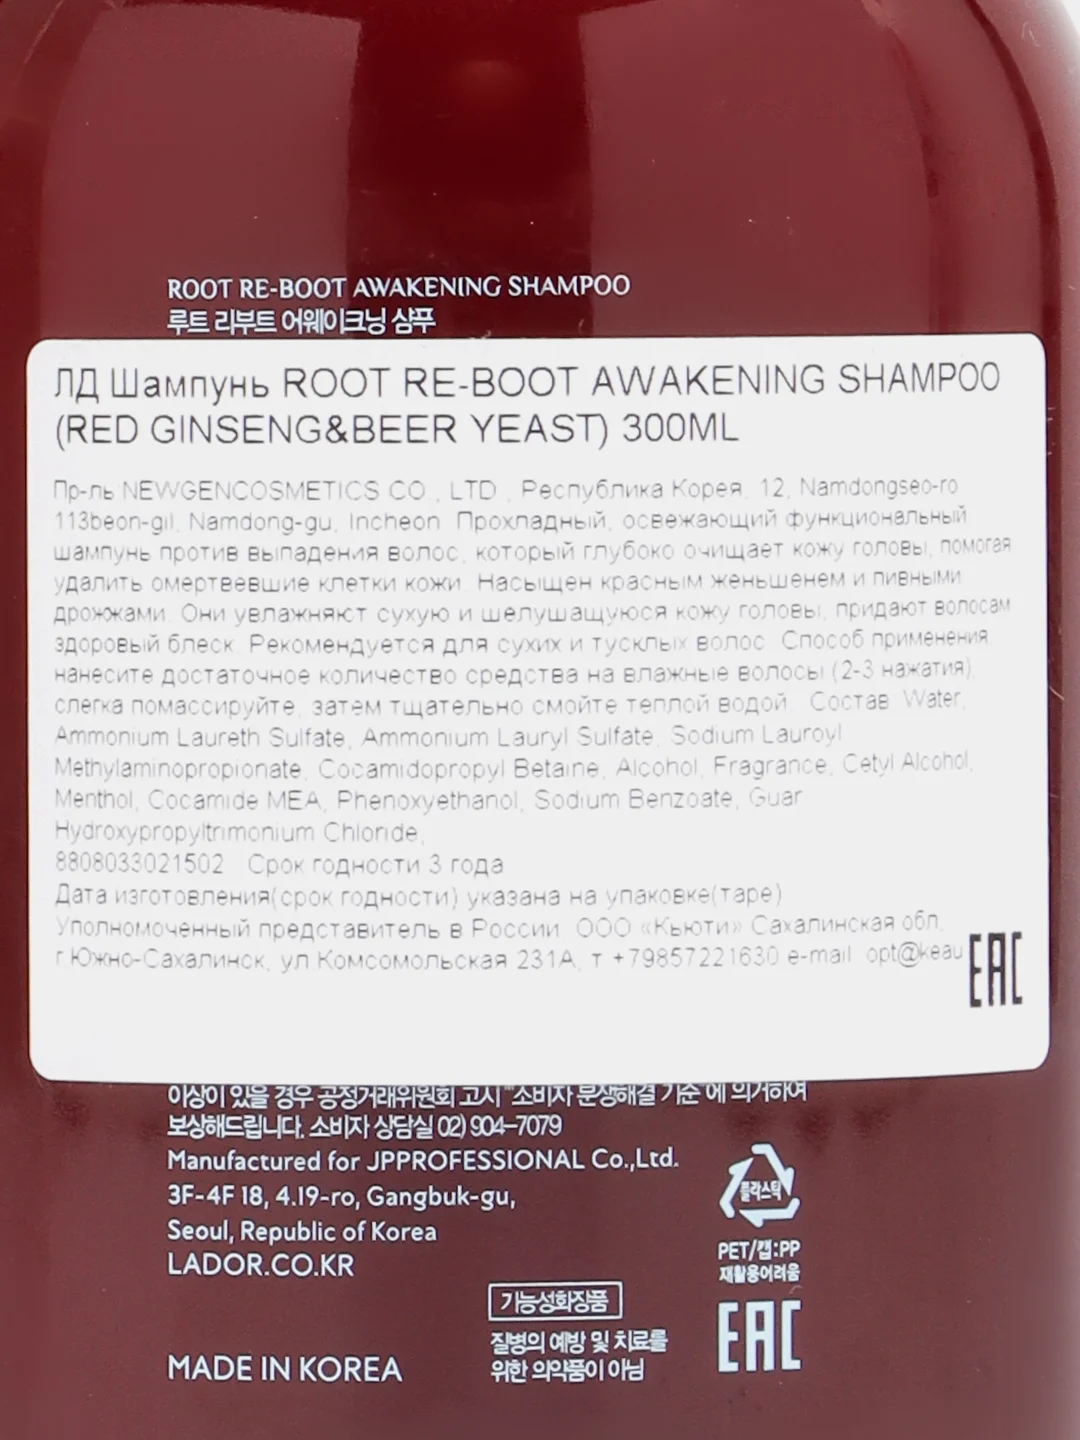 ROOT RE-BOOT AWAKENING SHAMPOO
루트 리부트 어웨이크닝 샴푸
ЛД Шампунь ROOT RE-BOOT AWAKENING SHAMPOO
(RED GINSENG&BEER YEAST) 300ML
Пр-ль NEWGENCOSMETICS CO., LTD., Республика Корея, 12, Namdongseo-ro
113beon-gil, Namdong-gu, Incheon. Прохладный, освежающий функциональный
шампунь против выпадения волос, который глубоко очищает кожу головы, помогая
удалить омертвевшие клетки кожи. Насыщен красным женьшенем и пивными
дрожжами. Они увлажняют сухую и шелушащуюся кожу головы, придают волосам
здоровый блеск. Рекомендуется для сухих и тусклых волос. Способ применения
нанесите достаточное количество средства на влажные волосы (2-3 нажатия),
слегка помассируйте, затем тщательно смойте теплой водой. Состав: Water,
Ammonium Laureth Sulfate, Ammonium Lauryl Sulfate, Sodium Lauroyl
Methylaminopropionate, Cocamidopropyl Betaine, Alcohol, Fragrance, Cetyl Alcohol,
Menthol, Cocamide MEA, Phenoxyethanol, Sodium Benzoate, Guar
Hydroxypropyltrimonium Chloride,
8808033021502 Срок годности 3 года
Дата изготовления(срок годности) указана на упаковке(таре)
Уполномоченный представитель в России: ООО «Кьюти» Сахалинская обл,
г.Южно-Сахалинск, ул Комсомольская 231А, т +79857221630 e-mail: opt@keau
EAC
이상이 있을 경우 공정거래위원회 고시 "소비자 분쟁해결 기준"에 의거하여
보상해드립니다. 소비자 상담실 02) 904-7079
Manufactured for JPPROFESSIONAL Co.,Ltd.
3F-4F 18, 4.19-ro, Gangbuk-gu,
Seoul, Republic of Korea
LADOR.CO.KR
플라스틱
PET/캡:PP
재활용어려움
EAC
기능성화장품
질병의 예방 및 치료를
위한 의약품이 아님
MADE IN KOREA